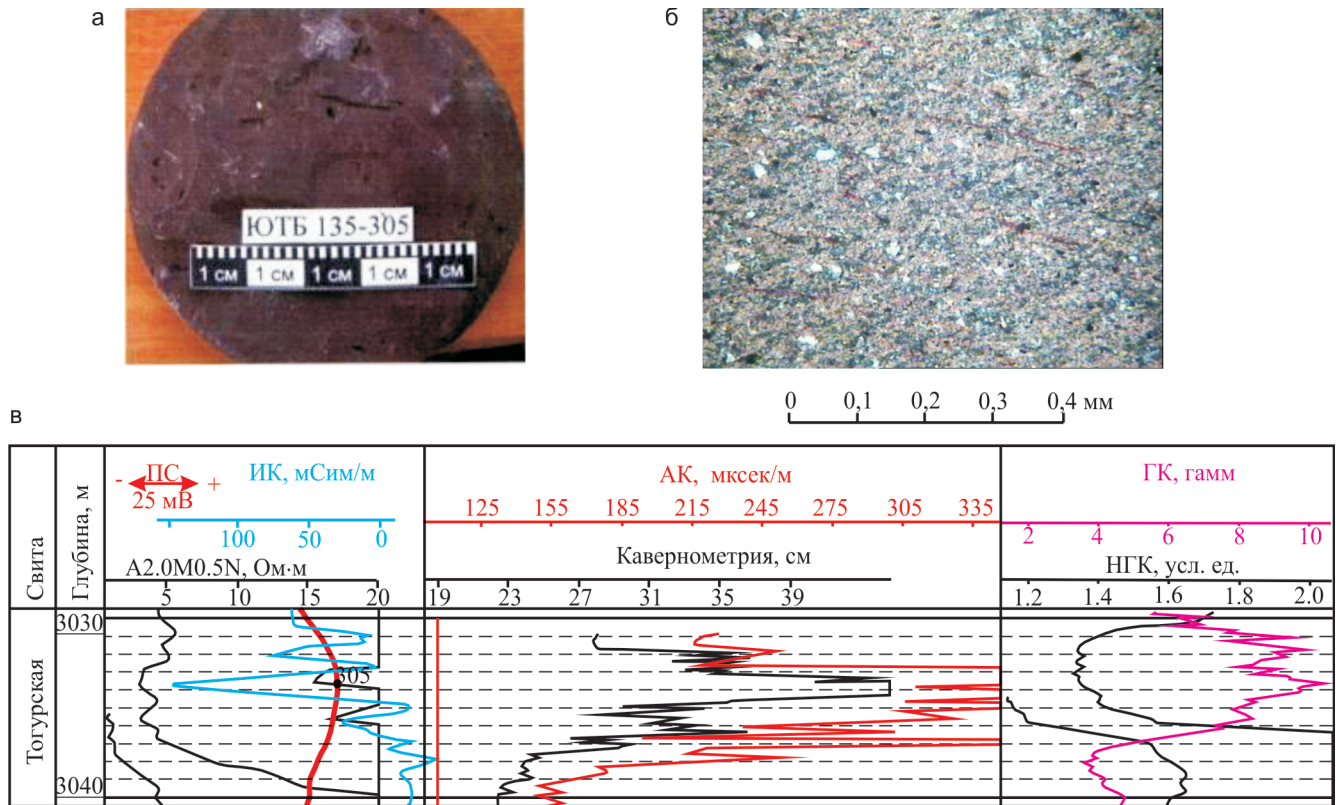 а
б
ЮТБ 135-305
1 см 1 см 1 см 1 см 1 см
0 0,1 0,2 0,3 0,4 мм
в
Свита
Глубина, м
- ПС +
25 мВ
ИК, мСим/м
100 50 0
А2.0М0.5N, Ом·м
5 10 15 20
АК, мксек/м
125 155 185 215 245 275 305 335
Кавернометрия, см
19 23 27 31 35 39
ГК, гамм
2 4 6 8 10
НГК, усл. ед.
1.2 1.4 1.6 1.8 2.0
Тогурская
3030
305
3040